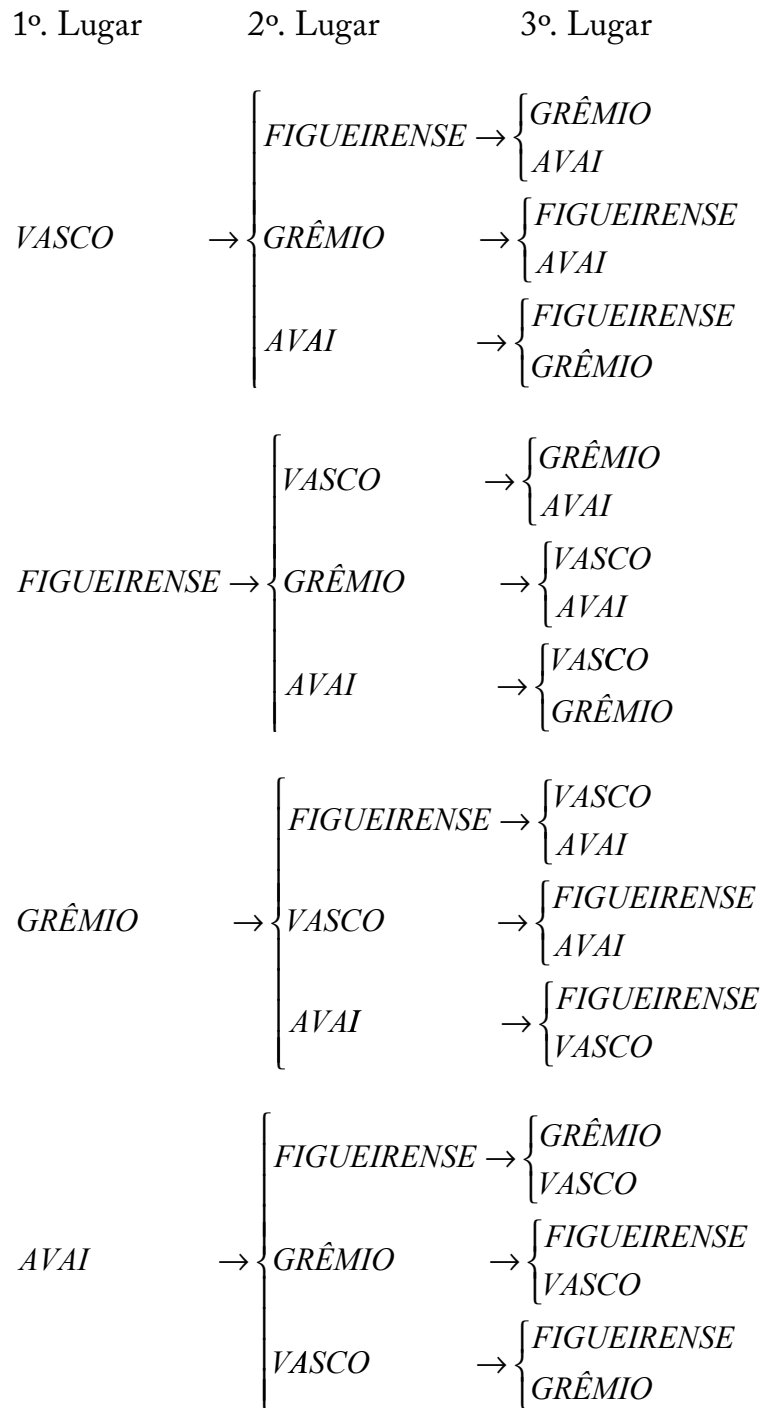 1º. Lugar 2º. Lugar 3º. Lugar
VASCO → { FIGUEIRENSE → { GRÊMIO
AVAI
GRÊMIO → { FIGUEIRENSE
AVAI
AVAI → { FIGUEIRENSE
GRÊMIO
FIGUEIRENSE → { VASCO → { GRÊMIO
AVAI
GRÊMIO → { VASCO
AVAI
AVAI → { VASCO
GRÊMIO
GRÊMIO → { FIGUEIRENSE → { VASCO
AVAI
VASCO → { FIGUEIRENSE
AVAI
AVAI → { FIGUEIRENSE
VASCO
AVAI → { FIGUEIRENSE → { GRÊMIO
VASCO
GRÊMIO → { FIGUEIRENSE
VASCO
VASCO → { FIGUEIRENSE
GRÊMIO